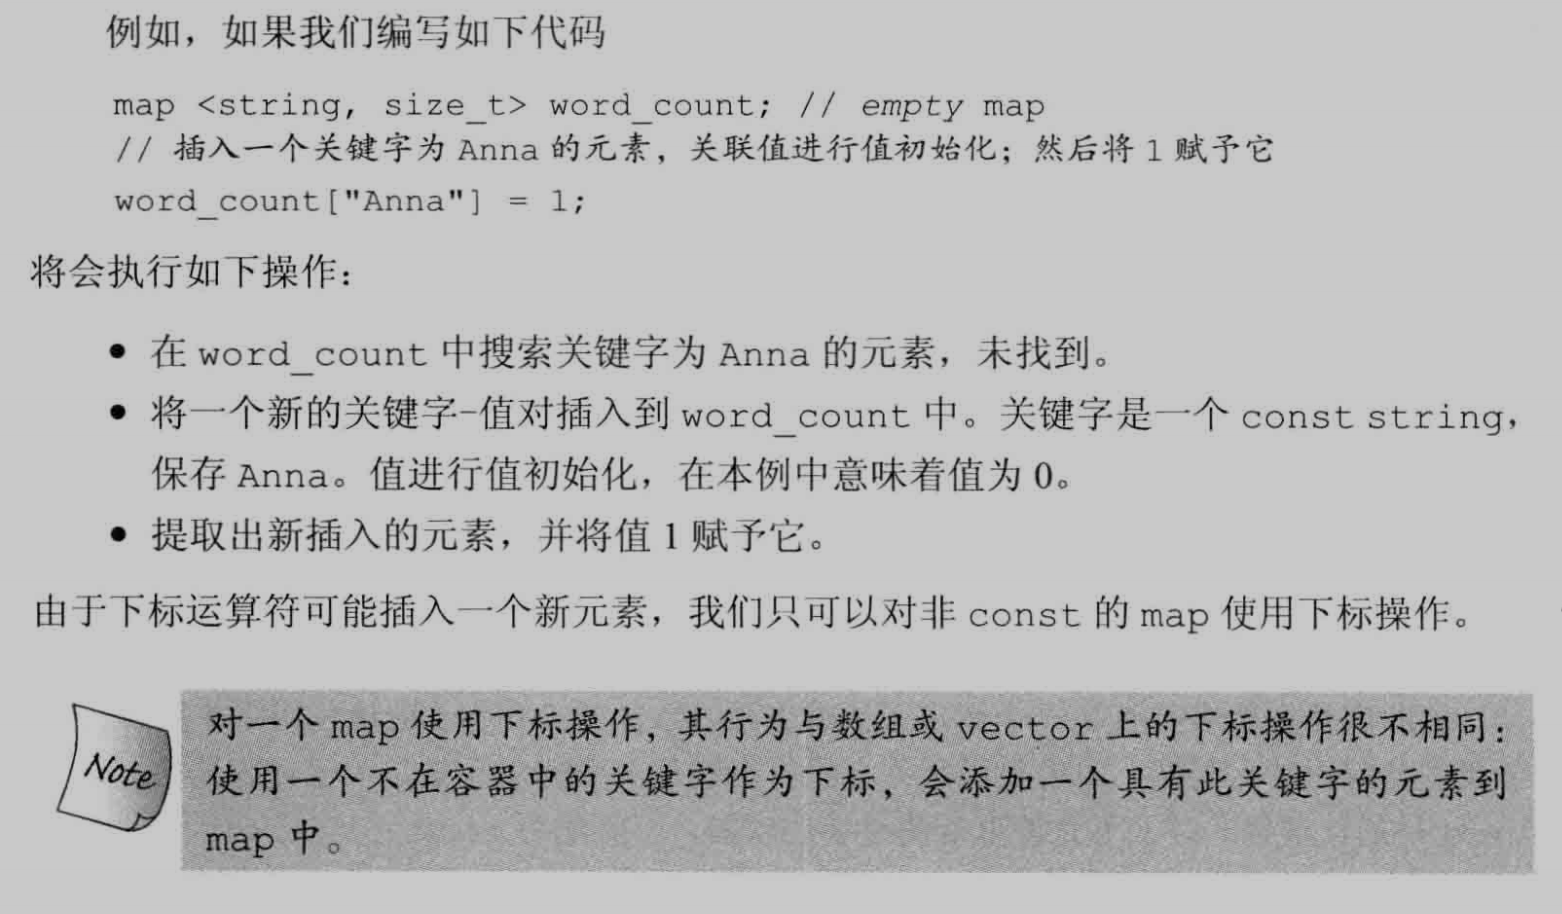 例如，如果我们编写如下代码
map <string, size_t> word_count; // empty map
// 插入一个关键字为 Anna 的元素，关联值进行值初始化；然后将 1 赋予它
word_count["Anna"] = 1;
将会执行如下操作：
● 在 word_count 中搜索关键字为 Anna 的元素，未找到。
● 将一个新的关键字-值对插入到 word_count 中。关键字是一个 const string，
保存 Anna。值进行值初始化，在本例中意味着值为 0。
● 提取出新插入的元素，并将值 1 赋予它。
由于下标运算符可能插入一个新元素，我们只可以对非 const 的 map 使用下标操作。
Note
对一个 map 使用下标操作，其行为与数组或 vector 上的下标操作很不相同：
使用一个不在容器中的关键字作为下标，会添加一个具有此关键字的元素到
map 中。